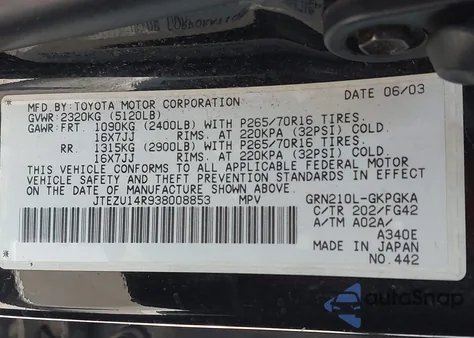 MFD.BY:TOYOTA MOTOR CORPORATION DATE 06/03
GVWR:2320KG (5120LB)
GAWR:FRT. 1090KG (2400LB) WITH P265/70R16 TIRES.
16X7JJ RIMS. AT 220KPA (32PSI) COLD.
RR. 1315KG (2900LB) WITH P265/70R16 TIRES.
16X7JJ RIMS. AT 220KPA (32PSI) COLD.
THIS VEHICLE CONFORMS TO ALL APPLICABLE FEDERAL MOTOR
VEHICLE SAFETY AND THEFT PREVENTION STANDARDS IN EFFECT ON
THE DATE OF MANUFACTURE SHOWN ABOVE.
JTEZU14R938008853 MPV GRN210L-GKPGKA
C/TR 202/FG42
A/TM A02A/
A340E
MADE IN JAPAN
NO.442
AutoSnap